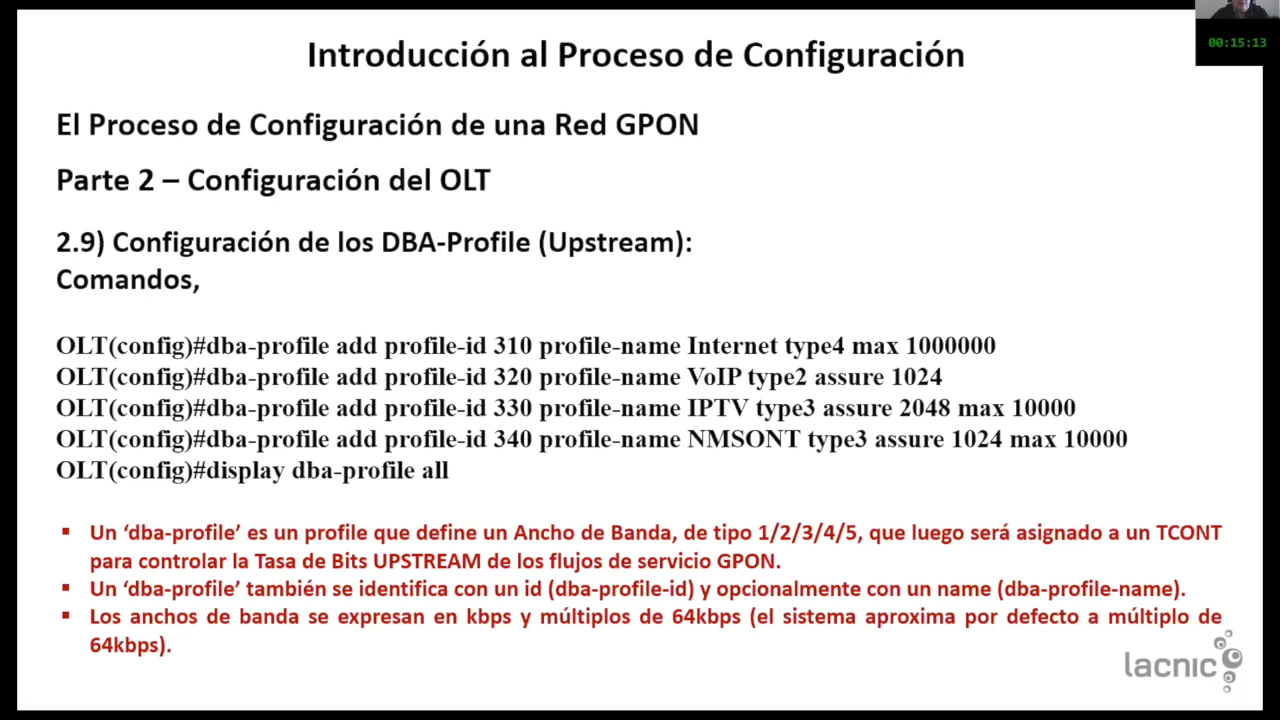 00:15:13
Introducción al Proceso de Configuración
El Proceso de Configuración de una Red GPON
Parte 2 – Configuración del OLT
2.9) Configuración de los DBA-Profile (Upstream):
Comandos,
OLT(config)#dba-profile add profile-id 310 profile-name Internet type4 max 1000000
OLT(config)#dba-profile add profile-id 320 profile-name VoIP type2 assure 1024
OLT(config)#dba-profile add profile-id 330 profile-name IPTV type3 assure 2048 max 10000
OLT(config)#dba-profile add profile-id 340 profile-name NMSONT type3 assure 1024 max 10000
OLT(config)#display dba-profile all
▪ Un ‘dba-profile’ es un profile que define un Ancho de Banda, de tipo 1/2/3/4/5, que luego será asignado a un TCONT
para controlar la Tasa de Bits UPSTREAM de los flujos de servicio GPON.
▪ Un ‘dba-profile’ también se identifica con un id (dba-profile-id) y opcionalmente con un name (dba-profile-name).
▪ Los anchos de banda se expresan en kbps y múltiplos de 64kbps (el sistema aproxima por defecto a múltiplo de
64kbps).
lacnic